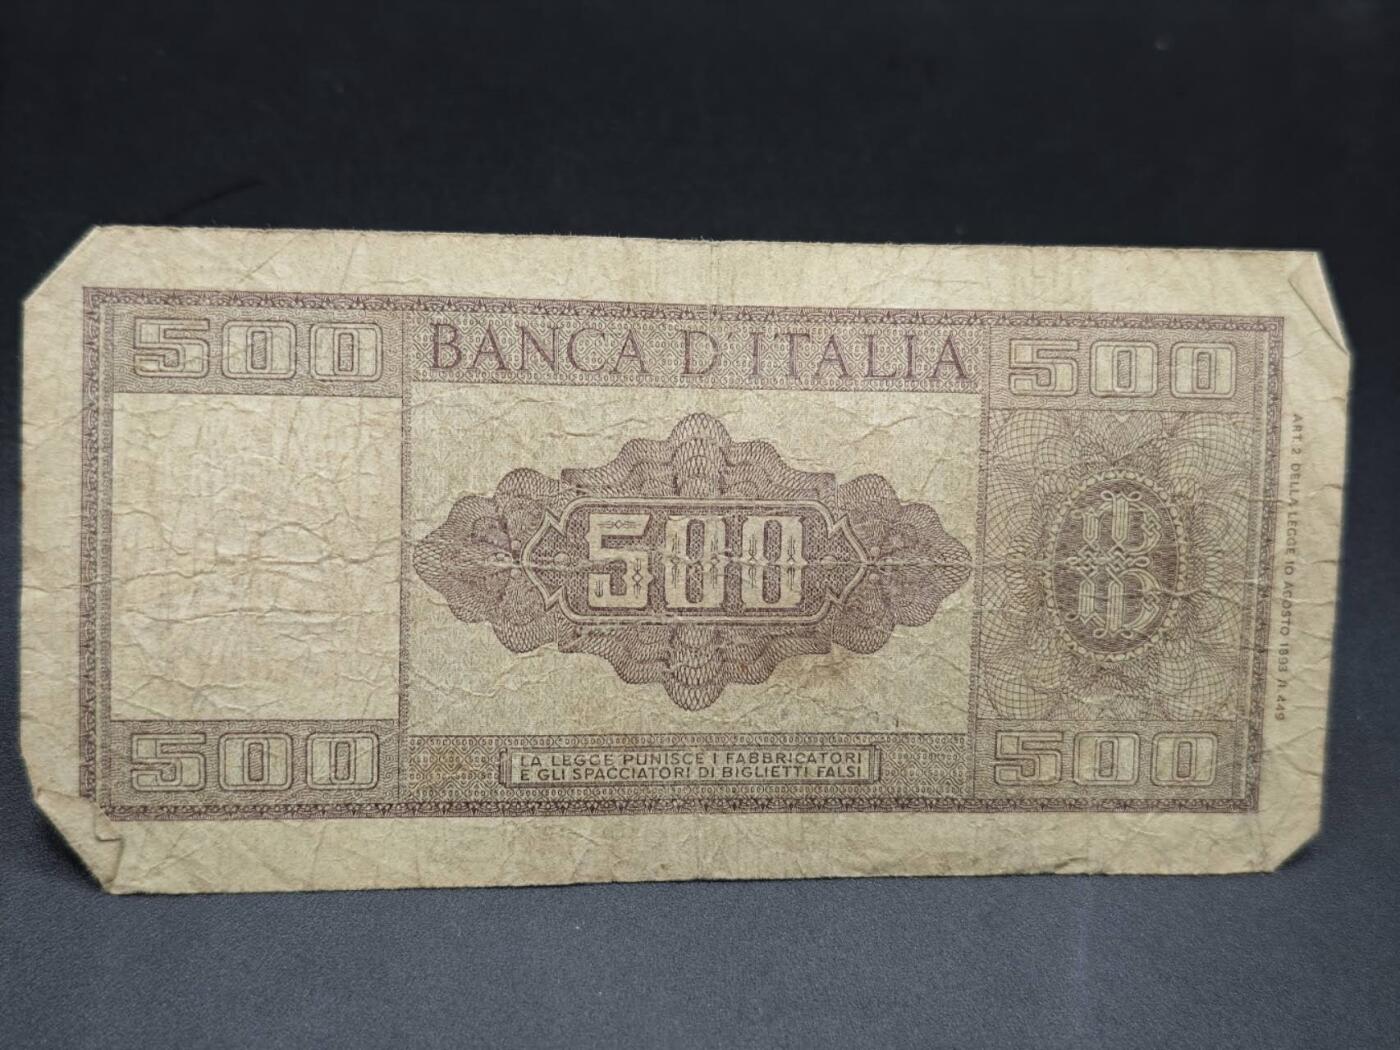 500 BANCA D'ITALIA 500
500
500 500
LA LEGGE PUNISCE I FABBRICATORI
E GLI SPACCIATORI DI BIGLIETTI FALSI
ART. 2 DELLA LEGGE 10 AGOSTO 1893 N. 449